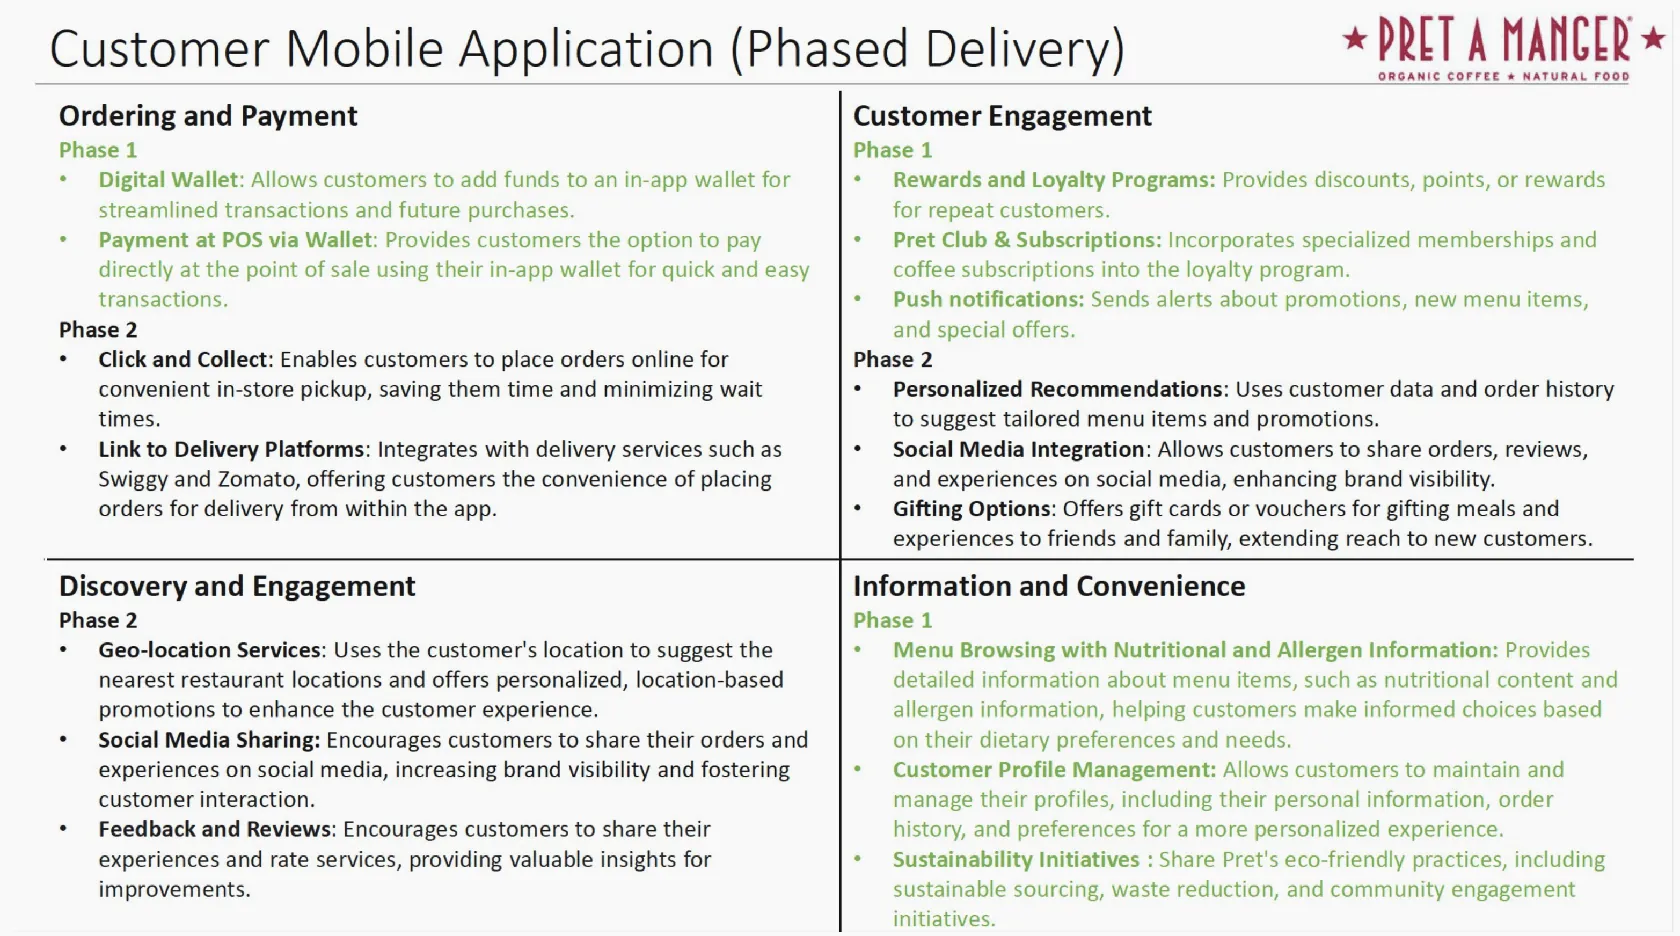 Customer Mobile Application (Phased Delivery)
★ PRET A MANGER ★
ORGANIC COFFEE ★ NATURAL FOOD
Ordering and Payment
Phase 1
• Digital Wallet: Allows customers to add funds to an in-app wallet for
streamlined transactions and future purchases.
• Payment at POS via Wallet: Provides customers the option to pay
directly at the point of sale using their in-app wallet for quick and easy
transactions.
Phase 2
• Click and Collect: Enables customers to place orders online for
convenient in-store pickup, saving them time and minimizing wait
times.
• Link to Delivery Platforms: Integrates with delivery services such as
Swiggy and Zomato, offering customers the convenience of placing
orders for delivery from within the app.
Customer Engagement
Phase 1
• Rewards and Loyalty Programs: Provides discounts, points, or rewards
for repeat customers.
• Pret Club & Subscriptions: Incorporates specialized memberships and
coffee subscriptions into the loyalty program.
• Push notifications: Sends alerts about promotions, new menu items,
and special offers.
Phase 2
• Personalized Recommendations: Uses customer data and order history
to suggest tailored menu items and promotions.
• Social Media Integration: Allows customers to share orders, reviews,
and experiences on social media, enhancing brand visibility.
• Gifting Options: Offers gift cards or vouchers for gifting meals and
experiences to friends and family, extending reach to new customers.
Discovery and Engagement
Phase 2
• Geo-location Services: Uses the customer's location to suggest the
nearest restaurant locations and offers personalized, location-based
promotions to enhance the customer experience.
• Social Media Sharing: Encourages customers to share their orders and
experiences on social media, increasing brand visibility and fostering
customer interaction.
• Feedback and Reviews: Encourages customers to share their
experiences and rate services, providing valuable insights for
improvements.
Information and Convenience
Phase 1
• Menu Browsing with Nutritional and Allergen Information: Provides
detailed information about menu items, such as nutritional content and
allergen information, helping customers make informed choices based
on their dietary preferences and needs.
• Customer Profile Management: Allows customers to maintain and
manage their profiles, including their personal information, order
history, and preferences for a more personalized experience.
• Sustainability Initiatives : Share Pret's eco-friendly practices, including
sustainable sourcing, waste reduction, and community engagement
initiatives.